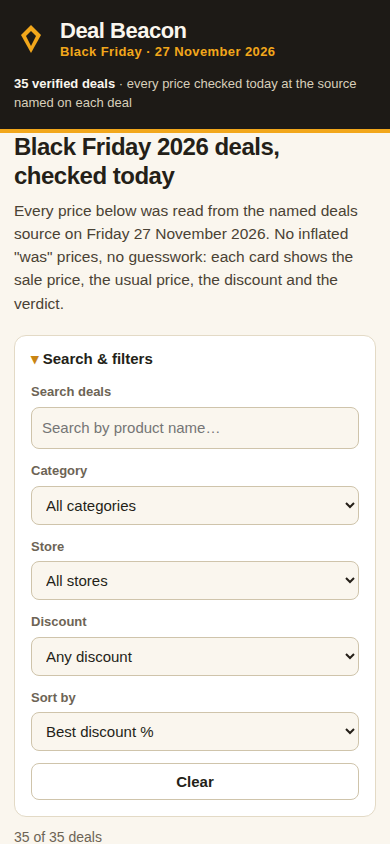 Deal Beacon
Black Friday · 27 November 2026
35 verified deals · every price checked today at the source
named on each deal
Black Friday 2026 deals,
checked today
Every price below was read from the named deals
source on Friday 27 November 2026. No inflated
"was" prices, no guesswork: each card shows the
sale price, the usual price, the discount and the
verdict.
▾ Search & filters
Search deals
Search by product name…
Category
All categories
Store
All stores
Discount
Any discount
Sort by
Best discount %
Clear
35 of 35 deals